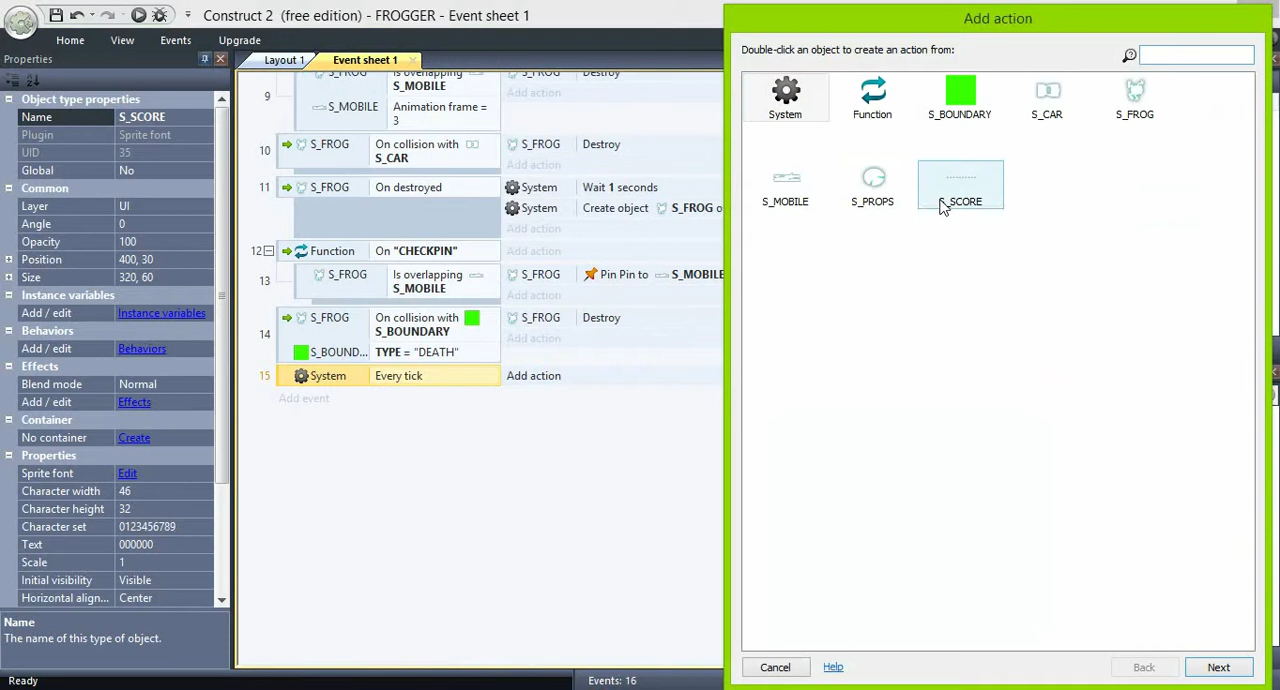 Construct 2 (free edition) - FROGGER - Event sheet 1
Home View Events Upgrade
Properties
Object type properties
Name S_SCORE
Plugin Sprite font
UID 35
Global No
Common
Layer UI
Angle 0
Opacity 100
Position 400, 30
Size 320, 60
Instance variables
Add / edit Instance variables
Behaviors
Add / edit Behaviors
Effects
Blend mode Normal
Add / edit Effects
Container
No container Create
Properties
Sprite font Edit
Character width 46
Character height 32
Character set 0123456789
Text 000000
Scale 1
Initial visibility Visible
Horizontal align... Center
Name
The name of this type of object.
Ready
Layout 1 Event sheet 1
9 S_FROG Is overlapping S_FROG Destroy
S_MOBILE Add action
S_MOBILE Animation frame =
3
10 S_FROG On collision with S_FROG Destroy
S_CAR Add action
11 S_FROG On destroyed System Wait 1 seconds
System Create object S_FROG o
Add action
12 Function On "CHECKPIN" Add action
13 S_FROG Is overlapping S_FROG Pin Pin to S_MOBILE
S_MOBILE Add action
14 S_FROG On collision with S_FROG Destroy
S_BOUNDARY Add action
S_BOUND... TYPE = "DEATH"
15 System Every tick Add action
Add event
Events: 16
Add action
Double-click an object to create an action from:
System Function S_BOUNDARY S_CAR S_FROG
S_MOBILE S_PROPS S_SCORE
Cancel Help Back Next